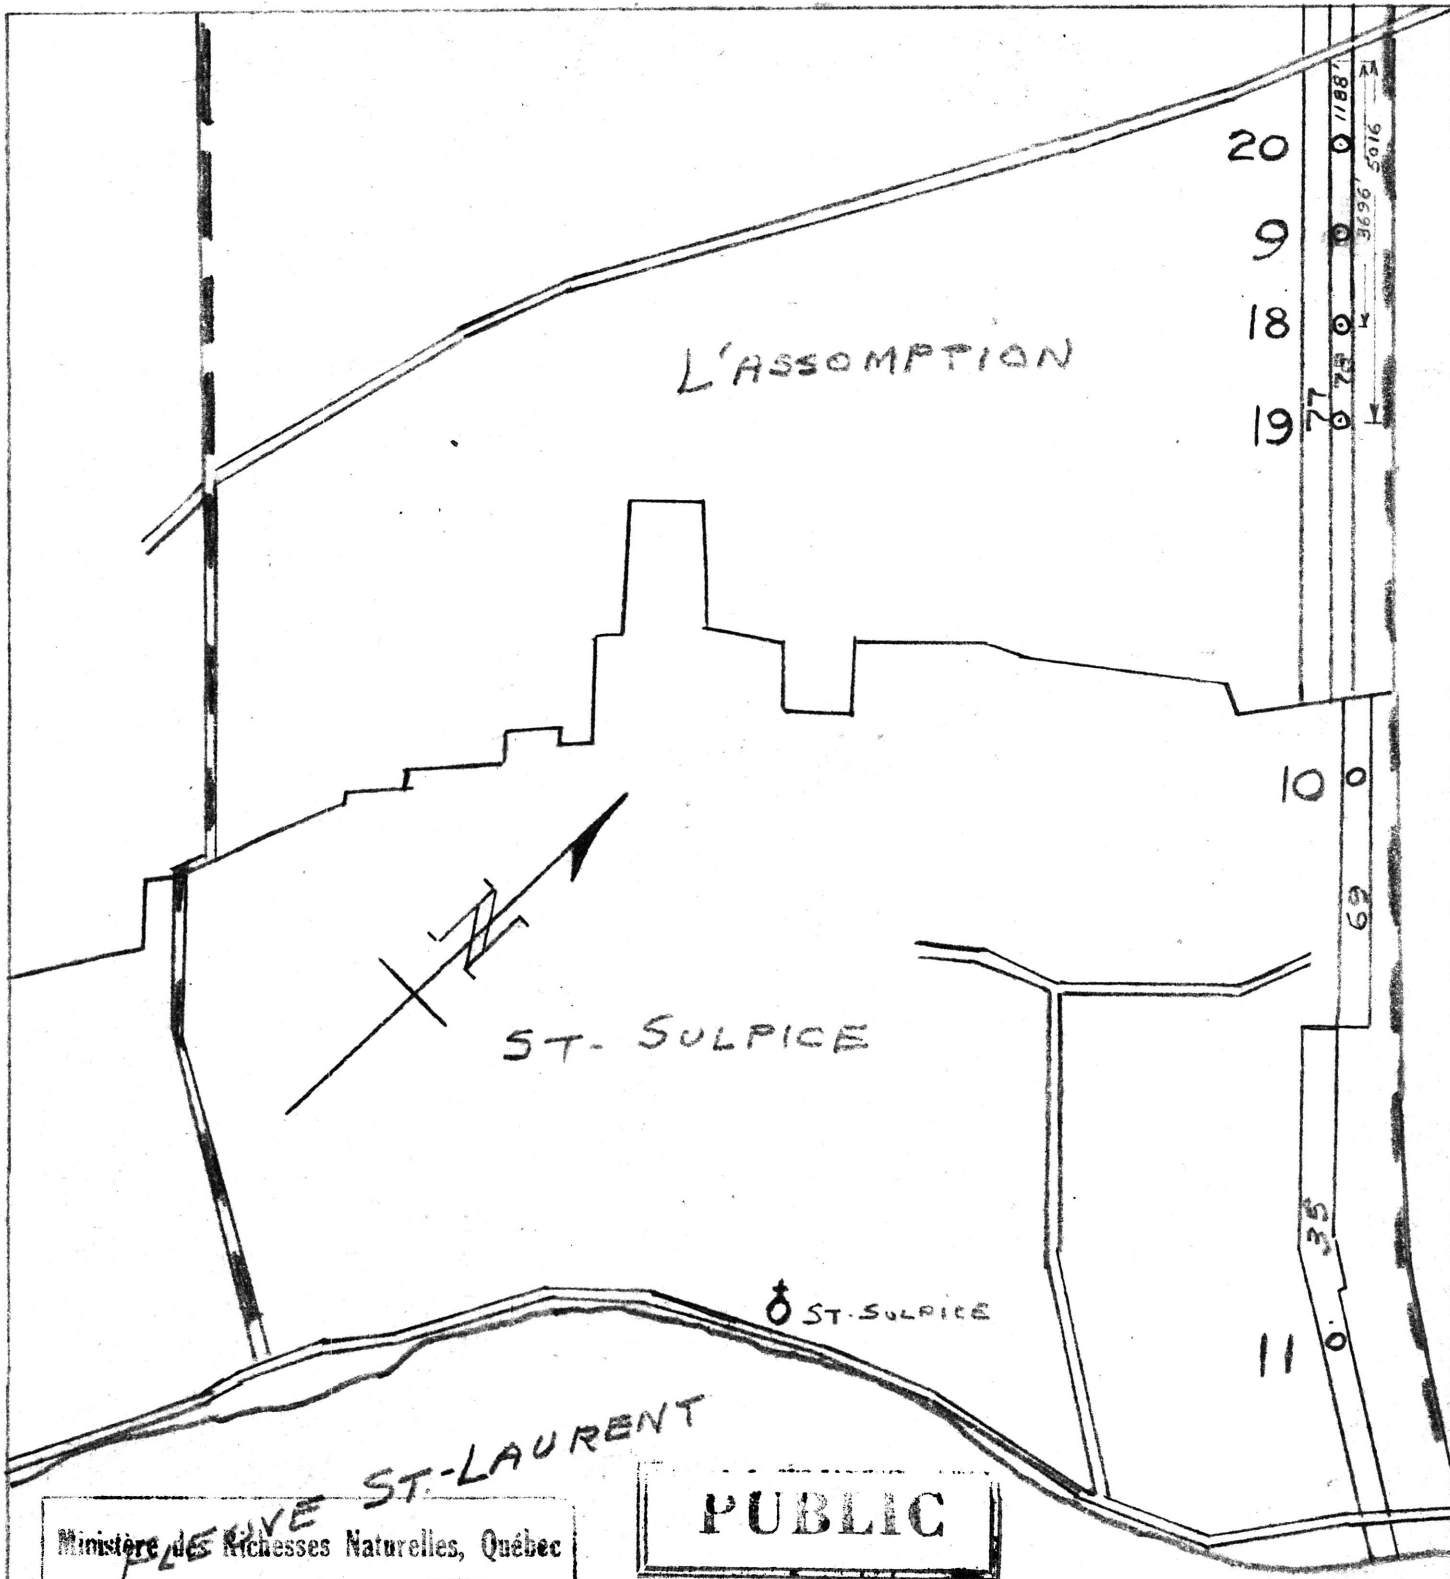 1188'
5016
20
3696'
9
18
L'ASSOMPTION
78
77
19
10
69
N
ST- SULPICE
35
ST-SULPICE
11
FLEUVE ST-LAURENT
PUBLIC
Ministère des Richesses Naturelles, Québec